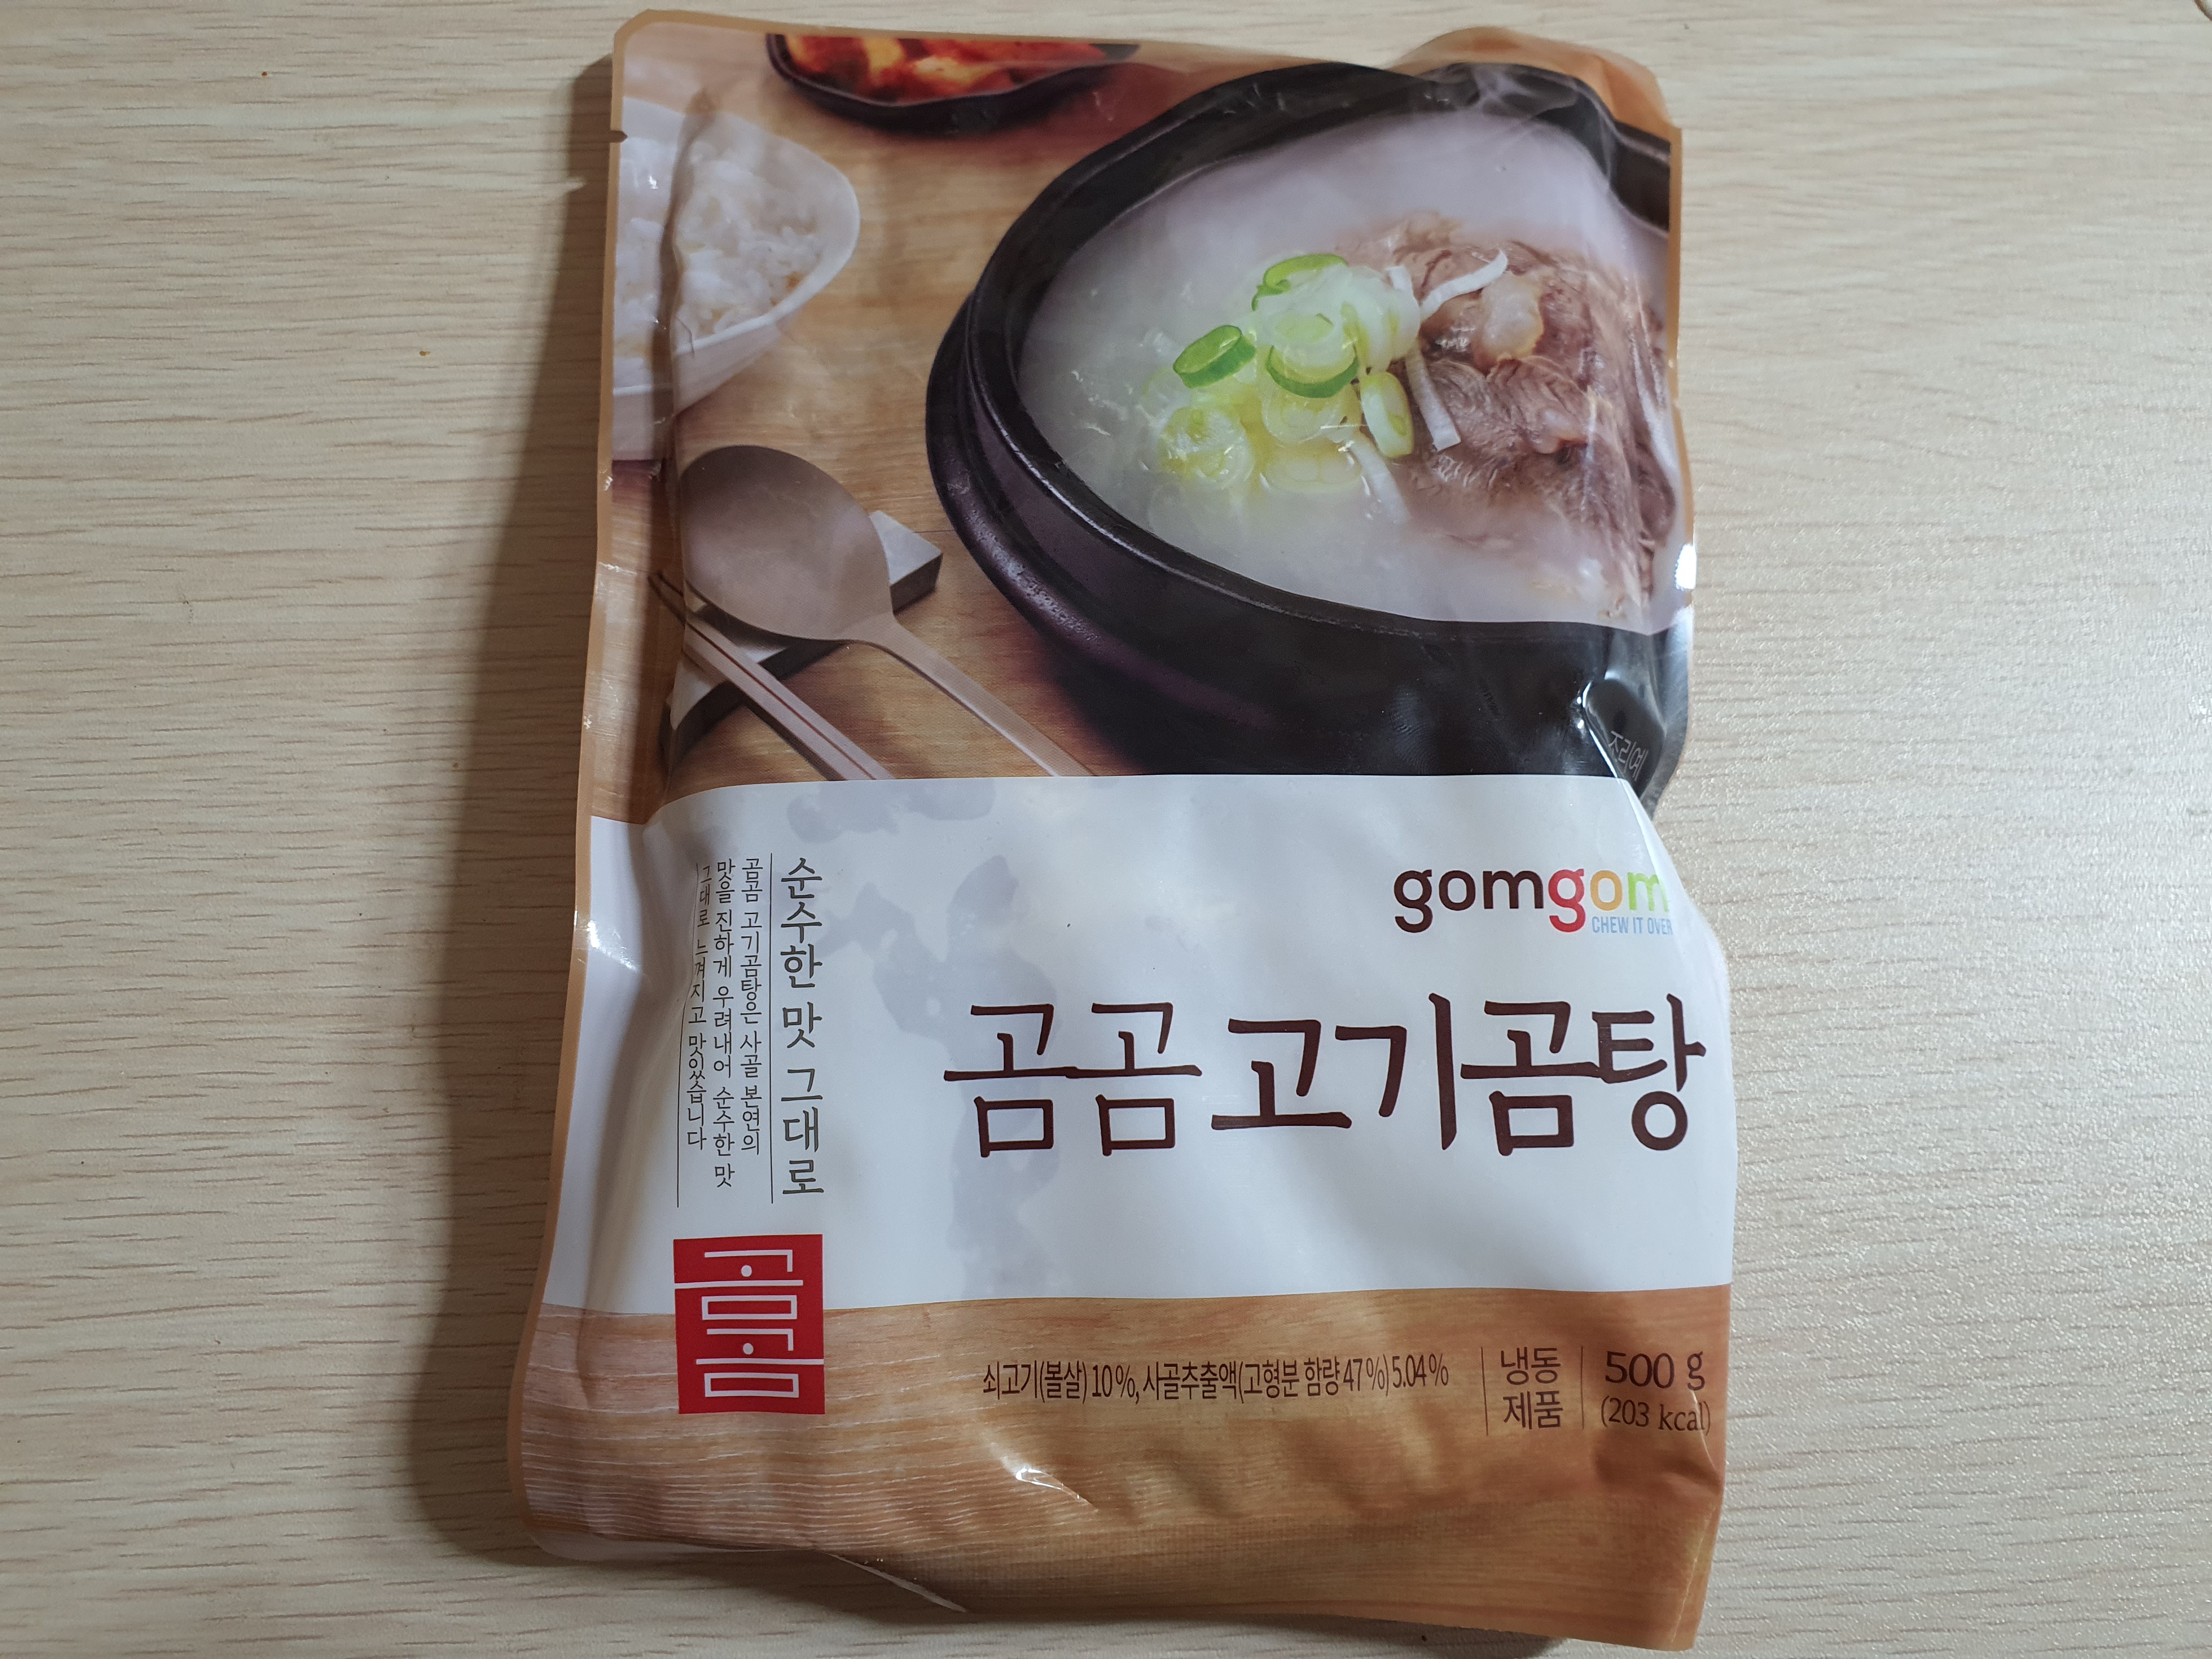 조리예
gomgom
CHEW IT OVER
곰곰 고기곰탕
순수한 맛 그대로
곰곰 고기곰탕은 사골 본연의
맛을 진하게 우려내어 순수한 맛
그대로 느껴지고 맛있습니다
곰곰
쇠고기(볼살) 10%, 사골추출액(고형분 함량 47%) 5.04%
냉동
제품
500 g
(203 kcal)